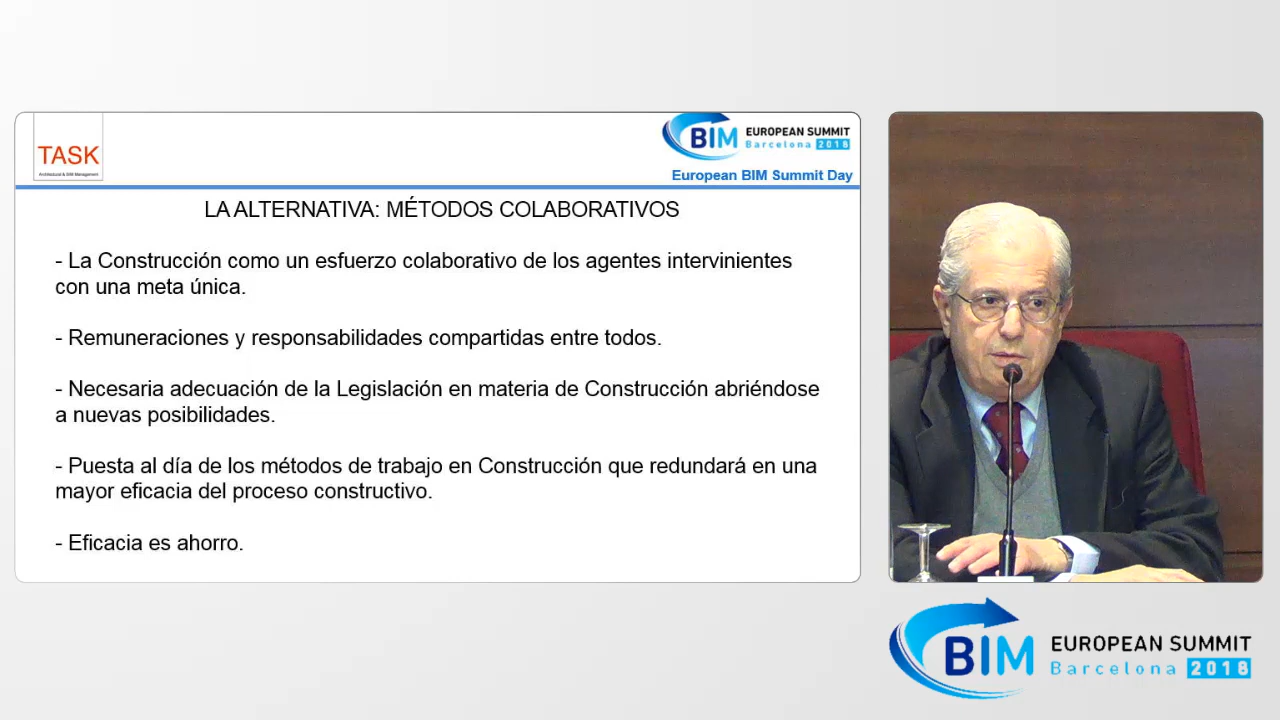 TASK
Architectural & BIM Management
BIM EUROPEAN SUMMIT
Barcelona 2018
European BIM Summit Day
LA ALTERNATIVA: MÉTODOS COLABORATIVOS
- La Construcción como un esfuerzo colaborativo de los agentes intervinientes
con una meta única.
- Remuneraciones y responsabilidades compartidas entre todos.
- Necesaria adecuación de la Legislación en materia de Construcción abriéndose
a nuevas posibilidades.
- Puesta al día de los métodos de trabajo en Construcción que redundará en una
mayor eficacia del proceso constructivo.
- Eficacia es ahorro.
BIM EUROPEAN SUMMIT
Barcelona 2018